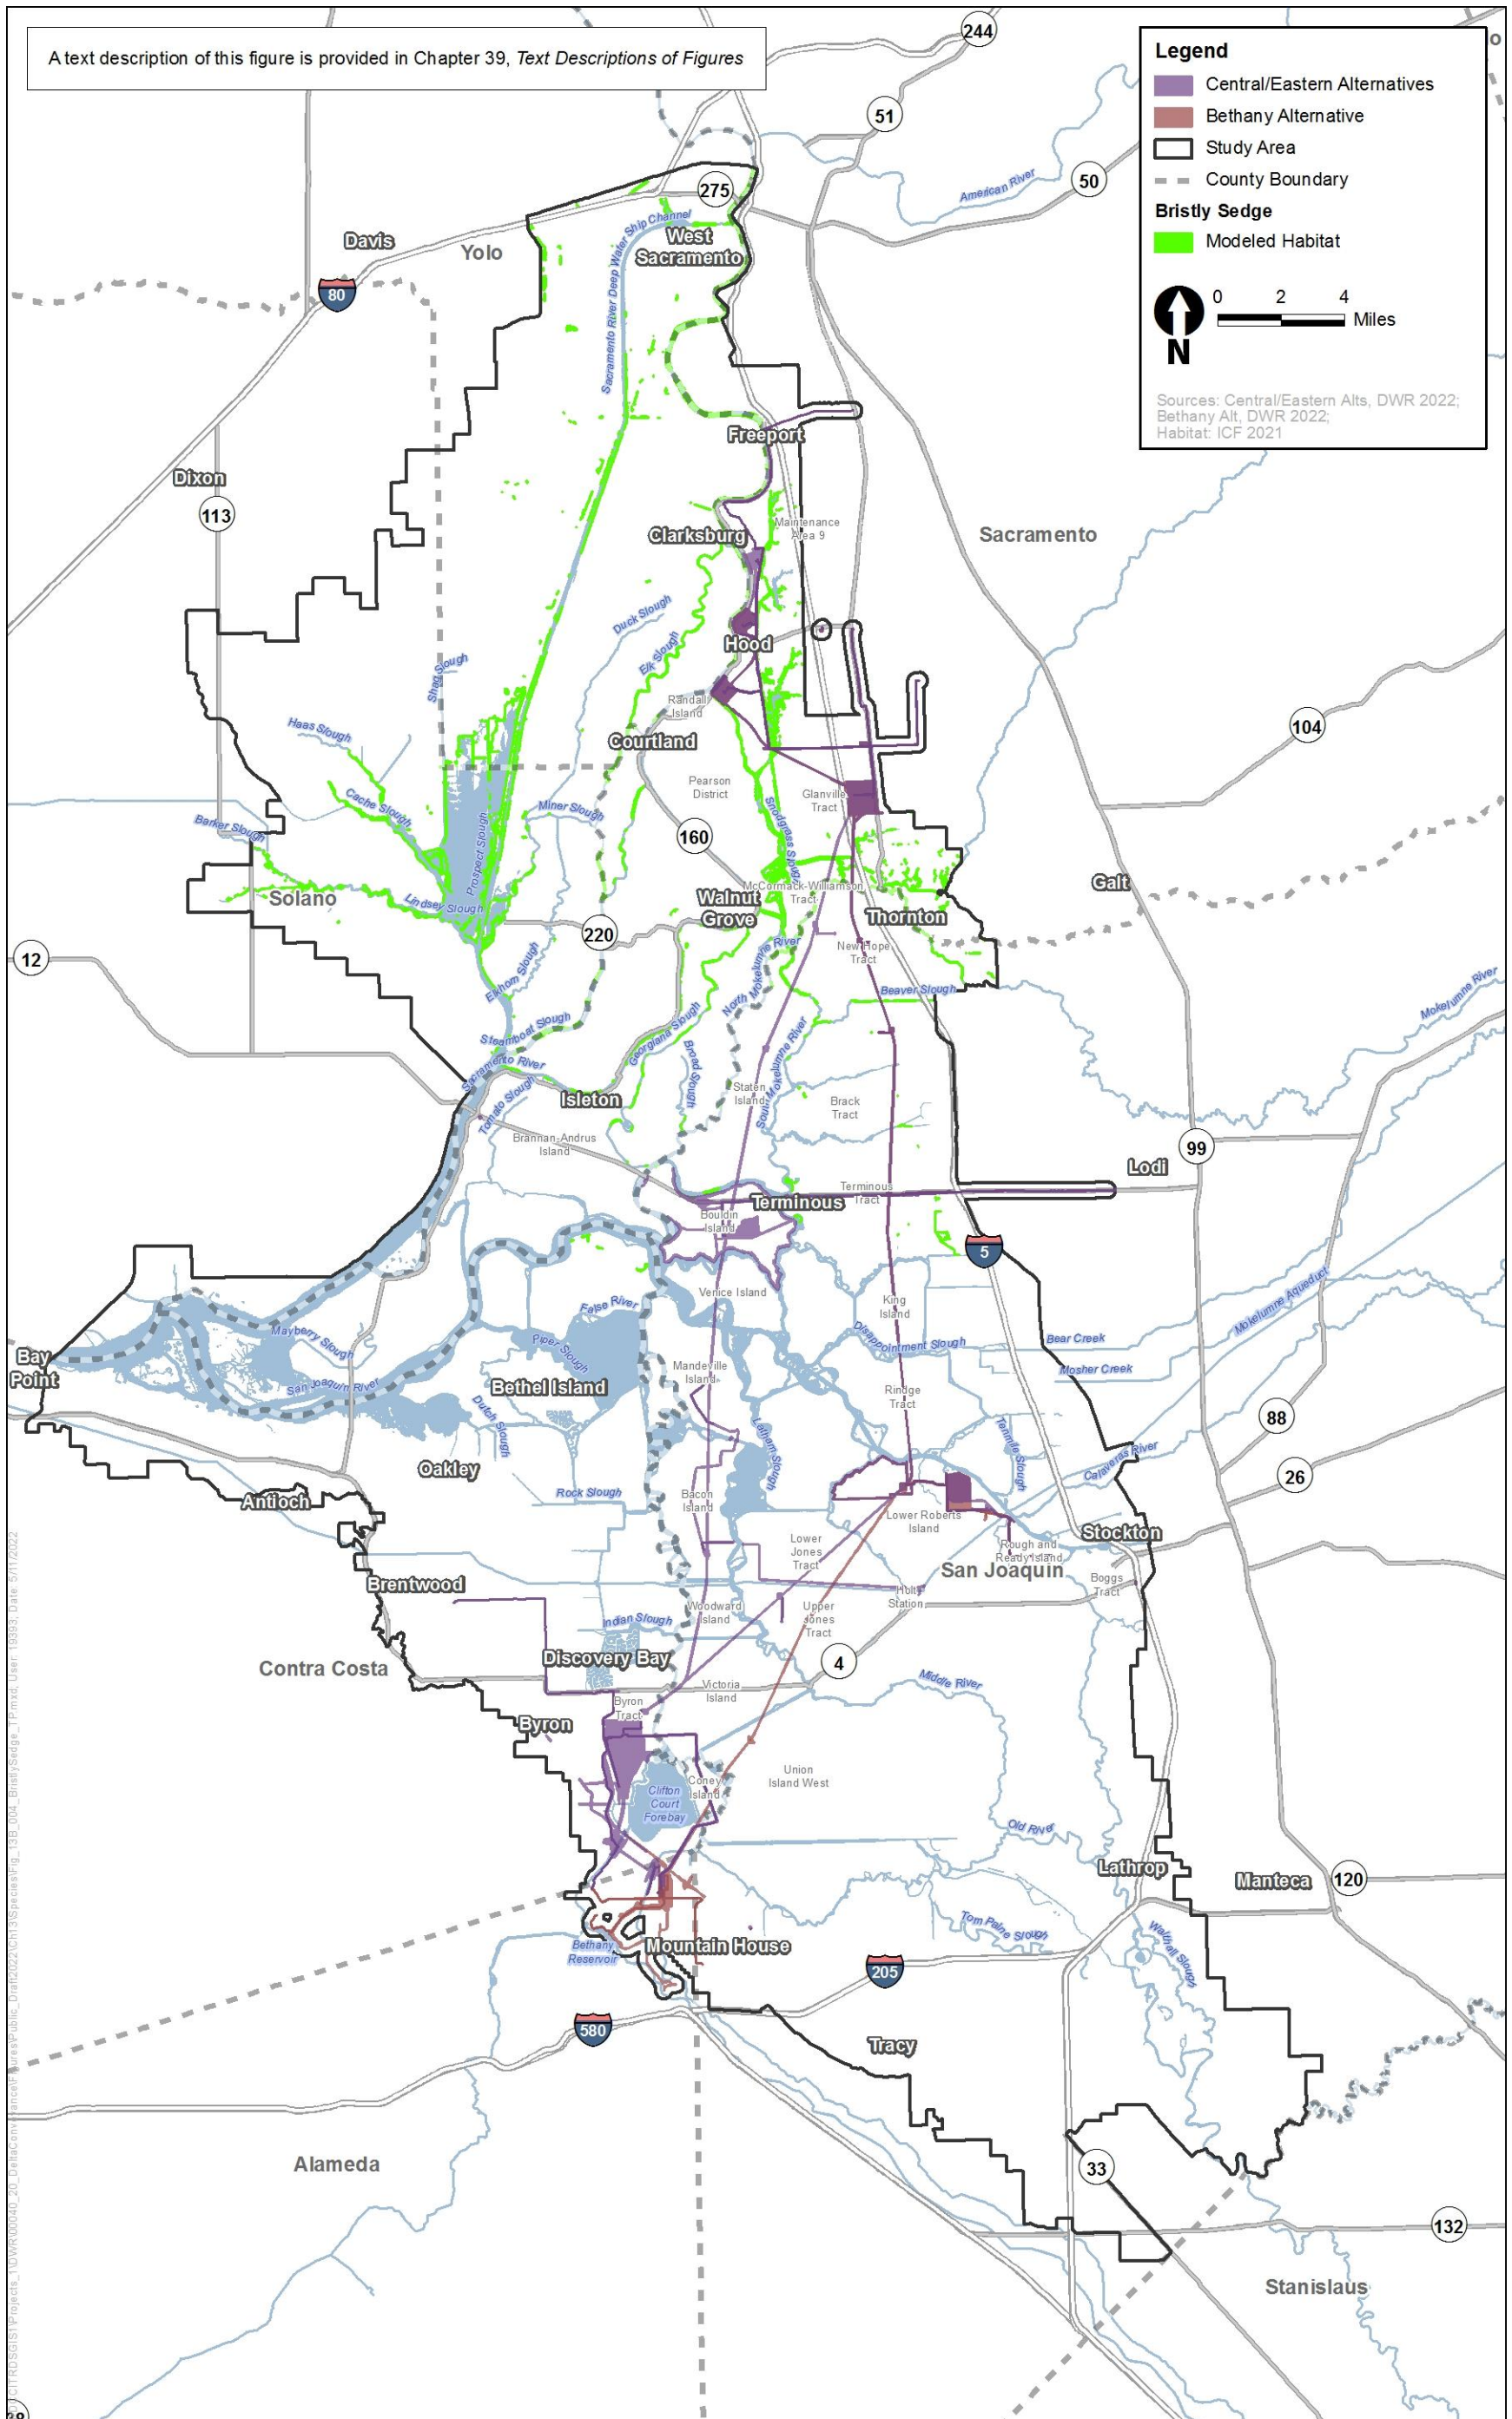 A text description of this figure is provided in Chapter 39, Text Descriptions of Figures
Legend
Central/Eastern Alternatives
Bethany Alternative
Study Area
County Boundary
Bristly Sedge
Modeled Habitat
0 2 4
Miles
N
Sources: Central/Eastern Alts, DWR 2022;
Bethany Alt, DWR 2022;
Habitat: ICF 2021
244
51
50
American River
275
Sacramento River Deep Water Ship Channel
West
Sacramento
Davis
Yolo
80
Freeport
Dixon
113
Clarksburg
Maintenance
Area 9
Sacramento
Duck Slough
Elk Slough
Hood
Shag Slough
Randall
Island
Haas Slough
Courtland
104
Pearson
District
Glanville
Tract
Cache Slough
Miner Slough
Snodgrass Slough
Barker Slough
Prospect Slough
160
Galt
McCormack-Williamson
Tract
Solano
Lindsey Slough
Walnut
Grove
Thornton
220
12
New Hope
Tract
North Mokelumne River
Elkhorn Slough
Beaver Slough
Mokelumne River
Steamboat Slough
Georgiana Slough
Sacramento River
Broad Slough
South Mokelumne River
Tomato Slough
Isleton
Staten
Island
Brack
Tract
Brannan-Andrus
Island
99
Lodi
Terminous
Tract
Terminous
Bouldin
Island
5
Venice Island
False River
King
Island
Mokelumne Aqueduct
Mayberry Slough
Piper Slough
Disappointment Slough
Bear Creek
Bay
Point
Mosher Creek
San Joaquin River
Bethel Island
Mandeville
Island
Rindge
Tract
Dutch Slough
Latham Slough
Tenmile Slough
88
Calaveras River
Oakley
26
Rock Slough
Bacon
Island
Antioch
Lower Roberts
Island
Stockton
Lower
Jones
Tract
Rough and
Ready Island
San Joaquin
Brentwood
Holt
Station
Boggs
Tract
Woodward
Island
Upper
Jones
Tract
Indian Slough
Discovery Bay
4
Contra Costa
Victoria
Island
Middle River
Byron
Tract
Byron
Union
Island West
Coney
Island
Clifton
Court
Forebay
Old River
Lathrop
Manteca
120
Tom Paine Slough
Walthall Slough
Bethany
Reservoir
Mountain House
205
580
Tracy
Alameda
33
132
Stanislaus